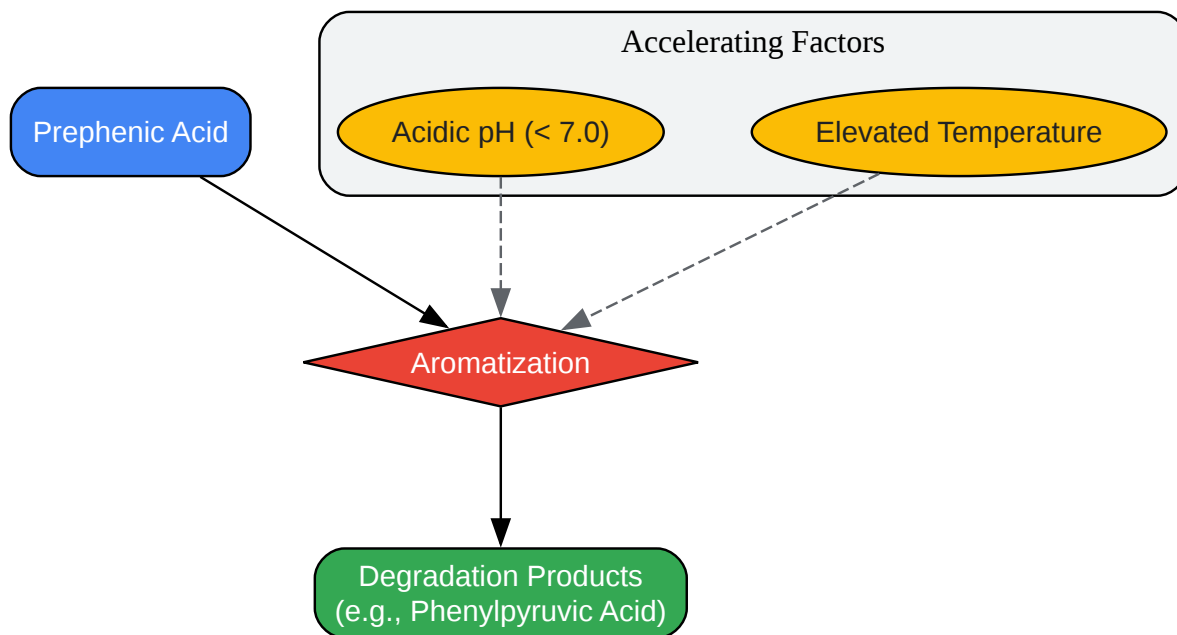 Accelerating Factors
Prephenic Acid
Acidic pH (< 7.0)
Elevated Temperature
Aromatization
Degradation Products
(e.g., Phenylpyruvic Acid)